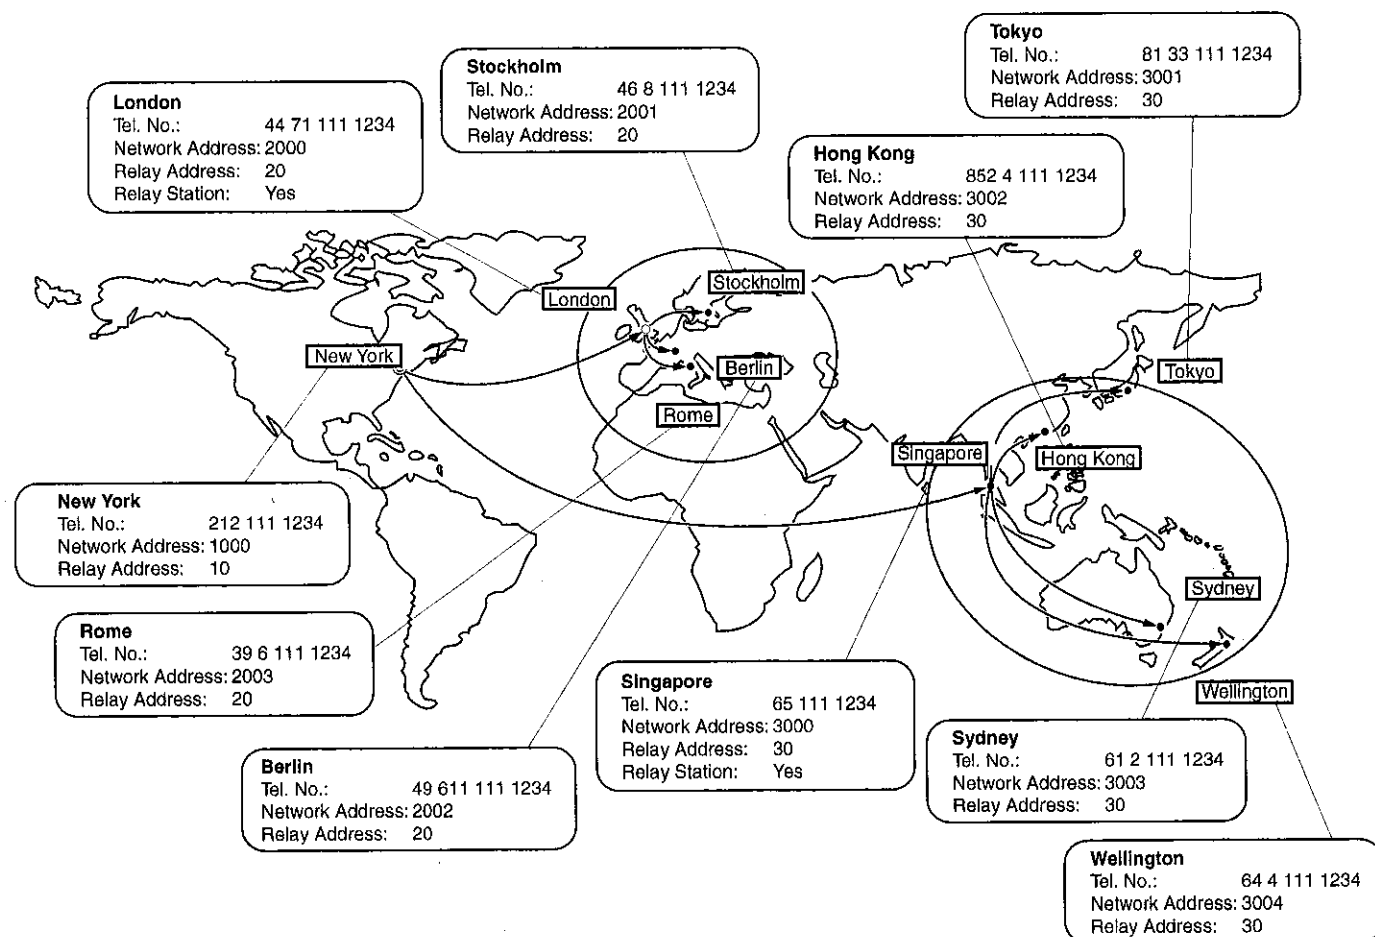 Tokyo
Tel. No.: 81 33 111 1234
Network Address: 3001
Relay Address: 30
Stockholm
Tel. No.: 46 8 111 1234
Network Address: 2001
Relay Address: 20
London
Tel. No.: 44 71 111 1234
Network Address: 2000
Relay Address: 20
Relay Station: Yes
Hong Kong
Tel. No.: 852 4 111 1234
Network Address: 3002
Relay Address: 30
London
Stockholm
New York
Berlin
Tokyo
Rome
Singapore
Hong Kong
Sydney
Wellington
New York
Tel. No.: 212 111 1234
Network Address: 1000
Relay Address: 10
Rome
Tel. No.: 39 6 111 1234
Network Address: 2003
Relay Address: 20
Singapore
Tel. No.: 65 111 1234
Network Address: 3000
Relay Address: 30
Relay Station: Yes
Sydney
Tel. No.: 61 2 111 1234
Network Address: 3003
Relay Address: 30
Berlin
Tel. No.: 49 611 111 1234
Network Address: 2002
Relay Address: 20
Wellington
Tel. No.: 64 4 111 1234
Network Address: 3004
Relay Address: 30